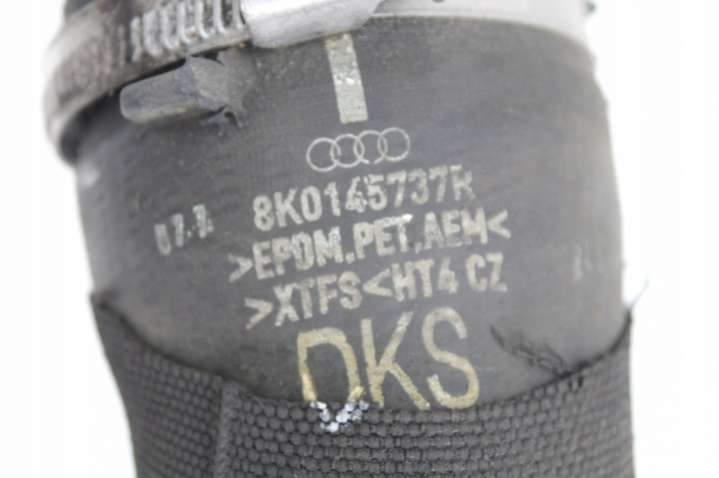 8K0145737R
>EPDM.PET.AEM<
>XTFS<HT4 CZ
DKS